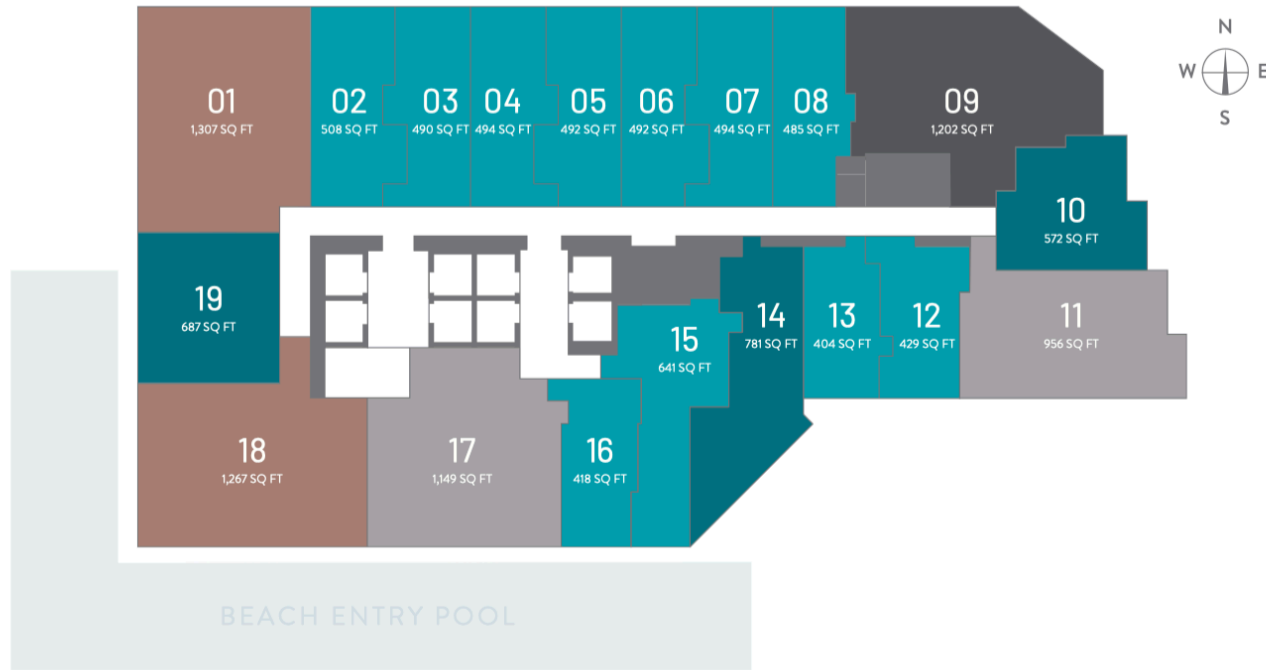 N
W E
S
01
1,307 SQ FT
02
508 SQ FT
03
490 SQ FT
04
494 SQ FT
05
492 SQ FT
06
492 SQ FT
07
494 SQ FT
08
485 SQ FT
09
1,202 SQ FT
10
572 SQ FT
19
687 SQ FT
15
641 SQ FT
14
781 SQ FT
13
404 SQ FT
12
429 SQ FT
11
956 SQ FT
18
1,267 SQ FT
17
1,149 SQ FT
16
418 SQ FT
BEACH ENTRY POOL